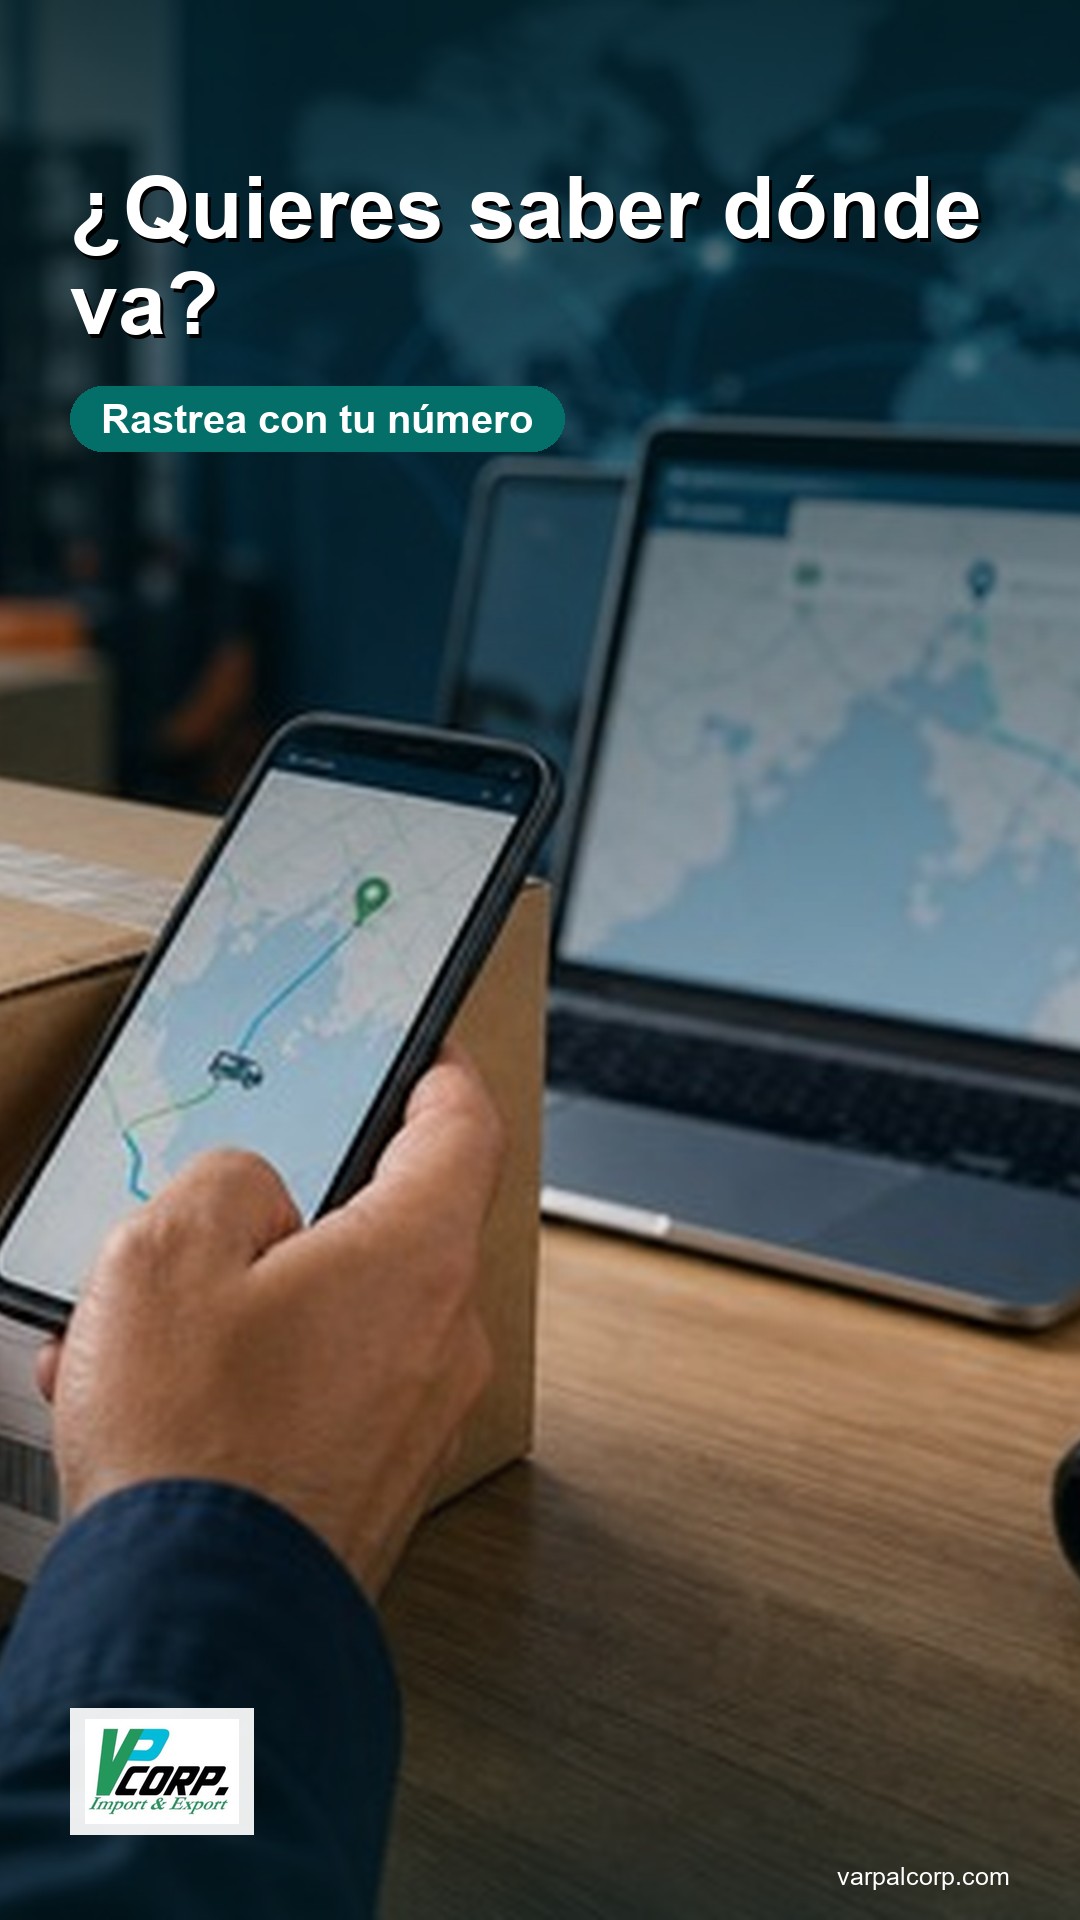 ¿Quieres saber dónde
va?
Rastrea con tu número
VP
CORP.
Import & Export
varpalcorp.com